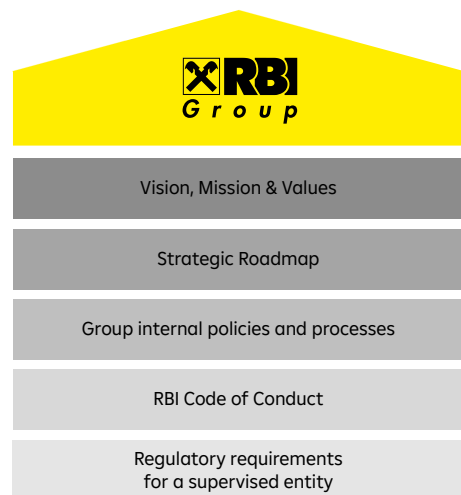 RBI
Group
Vision, Mission & Values
Strategic Roadmap
Group internal policies and processes
RBI Code of Conduct
Regulatory requirements
for a supervised entity